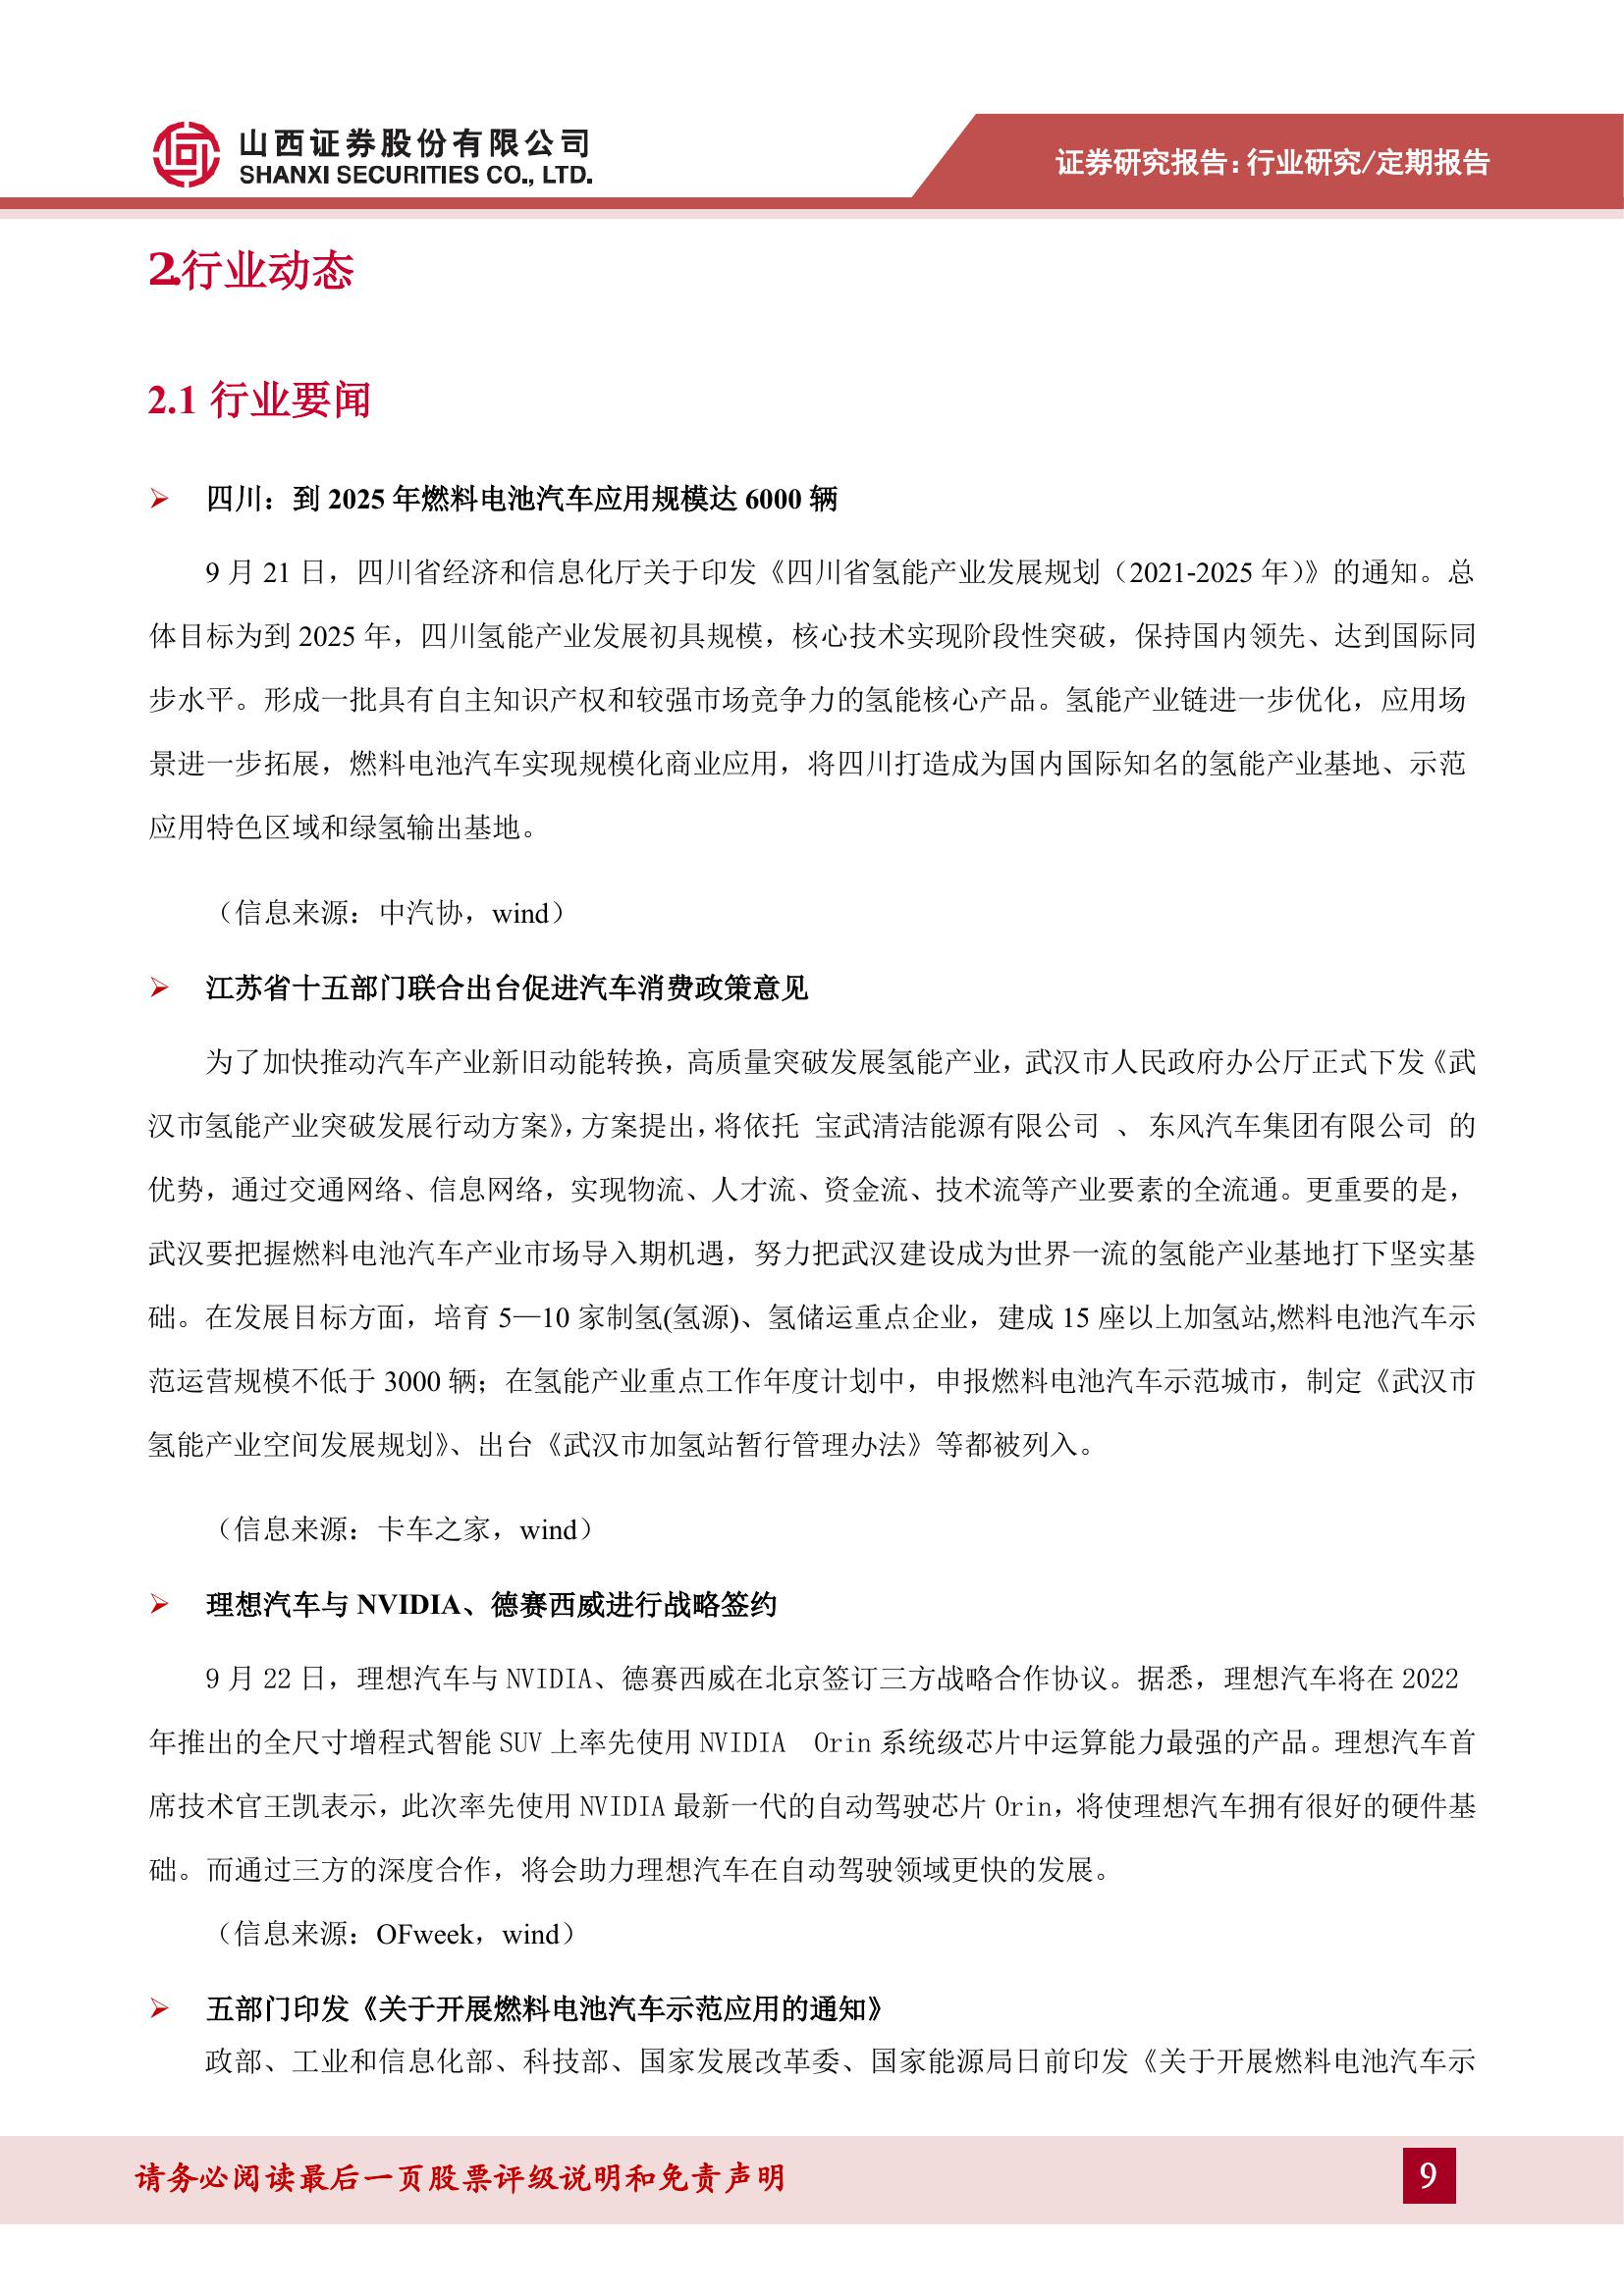 山西证券股份有限公司
SHANXI SECURITIES CO., LTD.
证券研究报告：行业研究/定期报告
2.行业动态
2.1 行业要闻
➢ 四川：到 2025 年燃料电池汽车应用规模达 6000 辆
9 月 21 日，四川省经济和信息化厅关于印发《四川省氢能产业发展规划（2021-2025 年）》的通知。总
体目标为到 2025 年，四川氢能产业发展初具规模，核心技术实现阶段性突破，保持国内领先、达到国际同
步水平。形成一批具有自主知识产权和较强市场竞争力的氢能核心产品。氢能产业链进一步优化，应用场
景进一步拓展，燃料电池汽车实现规模化商业应用，将四川打造成为国内国际知名的氢能产业基地、示范
应用特色区域和绿氢输出基地。
（信息来源：中汽协，wind）
➢ 江苏省十五部门联合出台促进汽车消费政策意见
为了加快推动汽车产业新旧动能转换，高质量突破发展氢能产业，武汉市人民政府办公厅正式下发《武
汉市氢能产业突破发展行动方案》，方案提出，将依托 宝武清洁能源有限公司 、 东风汽车集团有限公司 的
优势，通过交通网络、信息网络，实现物流、人才流、资金流、技术流等产业要素的全流通。更重要的是，
武汉要把握燃料电池汽车产业市场导入期机遇，努力把武汉建设成为世界一流的氢能产业基地打下坚实基
础。在发展目标方面，培育 5—10 家制氢(氢源)、氢储运重点企业，建成 15 座以上加氢站,燃料电池汽车示
范运营规模不低于 3000 辆；在氢能产业重点工作年度计划中，申报燃料电池汽车示范城市，制定《武汉市
氢能产业空间发展规划》、出台《武汉市加氢站暂行管理办法》等都被列入。
（信息来源：卡车之家，wind）
➢ 理想汽车与 NVIDIA、德赛西威进行战略签约
9 月 22 日，理想汽车与 NVIDIA、德赛西威在北京签订三方战略合作协议。据悉，理想汽车将在 2022
年推出的全尺寸增程式智能 SUV 上率先使用 NVIDIA Orin 系统级芯片中运算能力最强的产品。理想汽车首
席技术官王凯表示，此次率先使用 NVIDIA 最新一代的自动驾驶芯片 Orin，将使理想汽车拥有很好的硬件基
础。而通过三方的深度合作，将会助力理想汽车在自动驾驶领域更快的发展。
（信息来源：OFweek，wind）
➢ 五部门印发《关于开展燃料电池汽车示范应用的通知》
政部、工业和信息化部、科技部、国家发展改革委、国家能源局日前印发《关于开展燃料电池汽车示
请务必阅读最后一页股票评级说明和免责声明
9